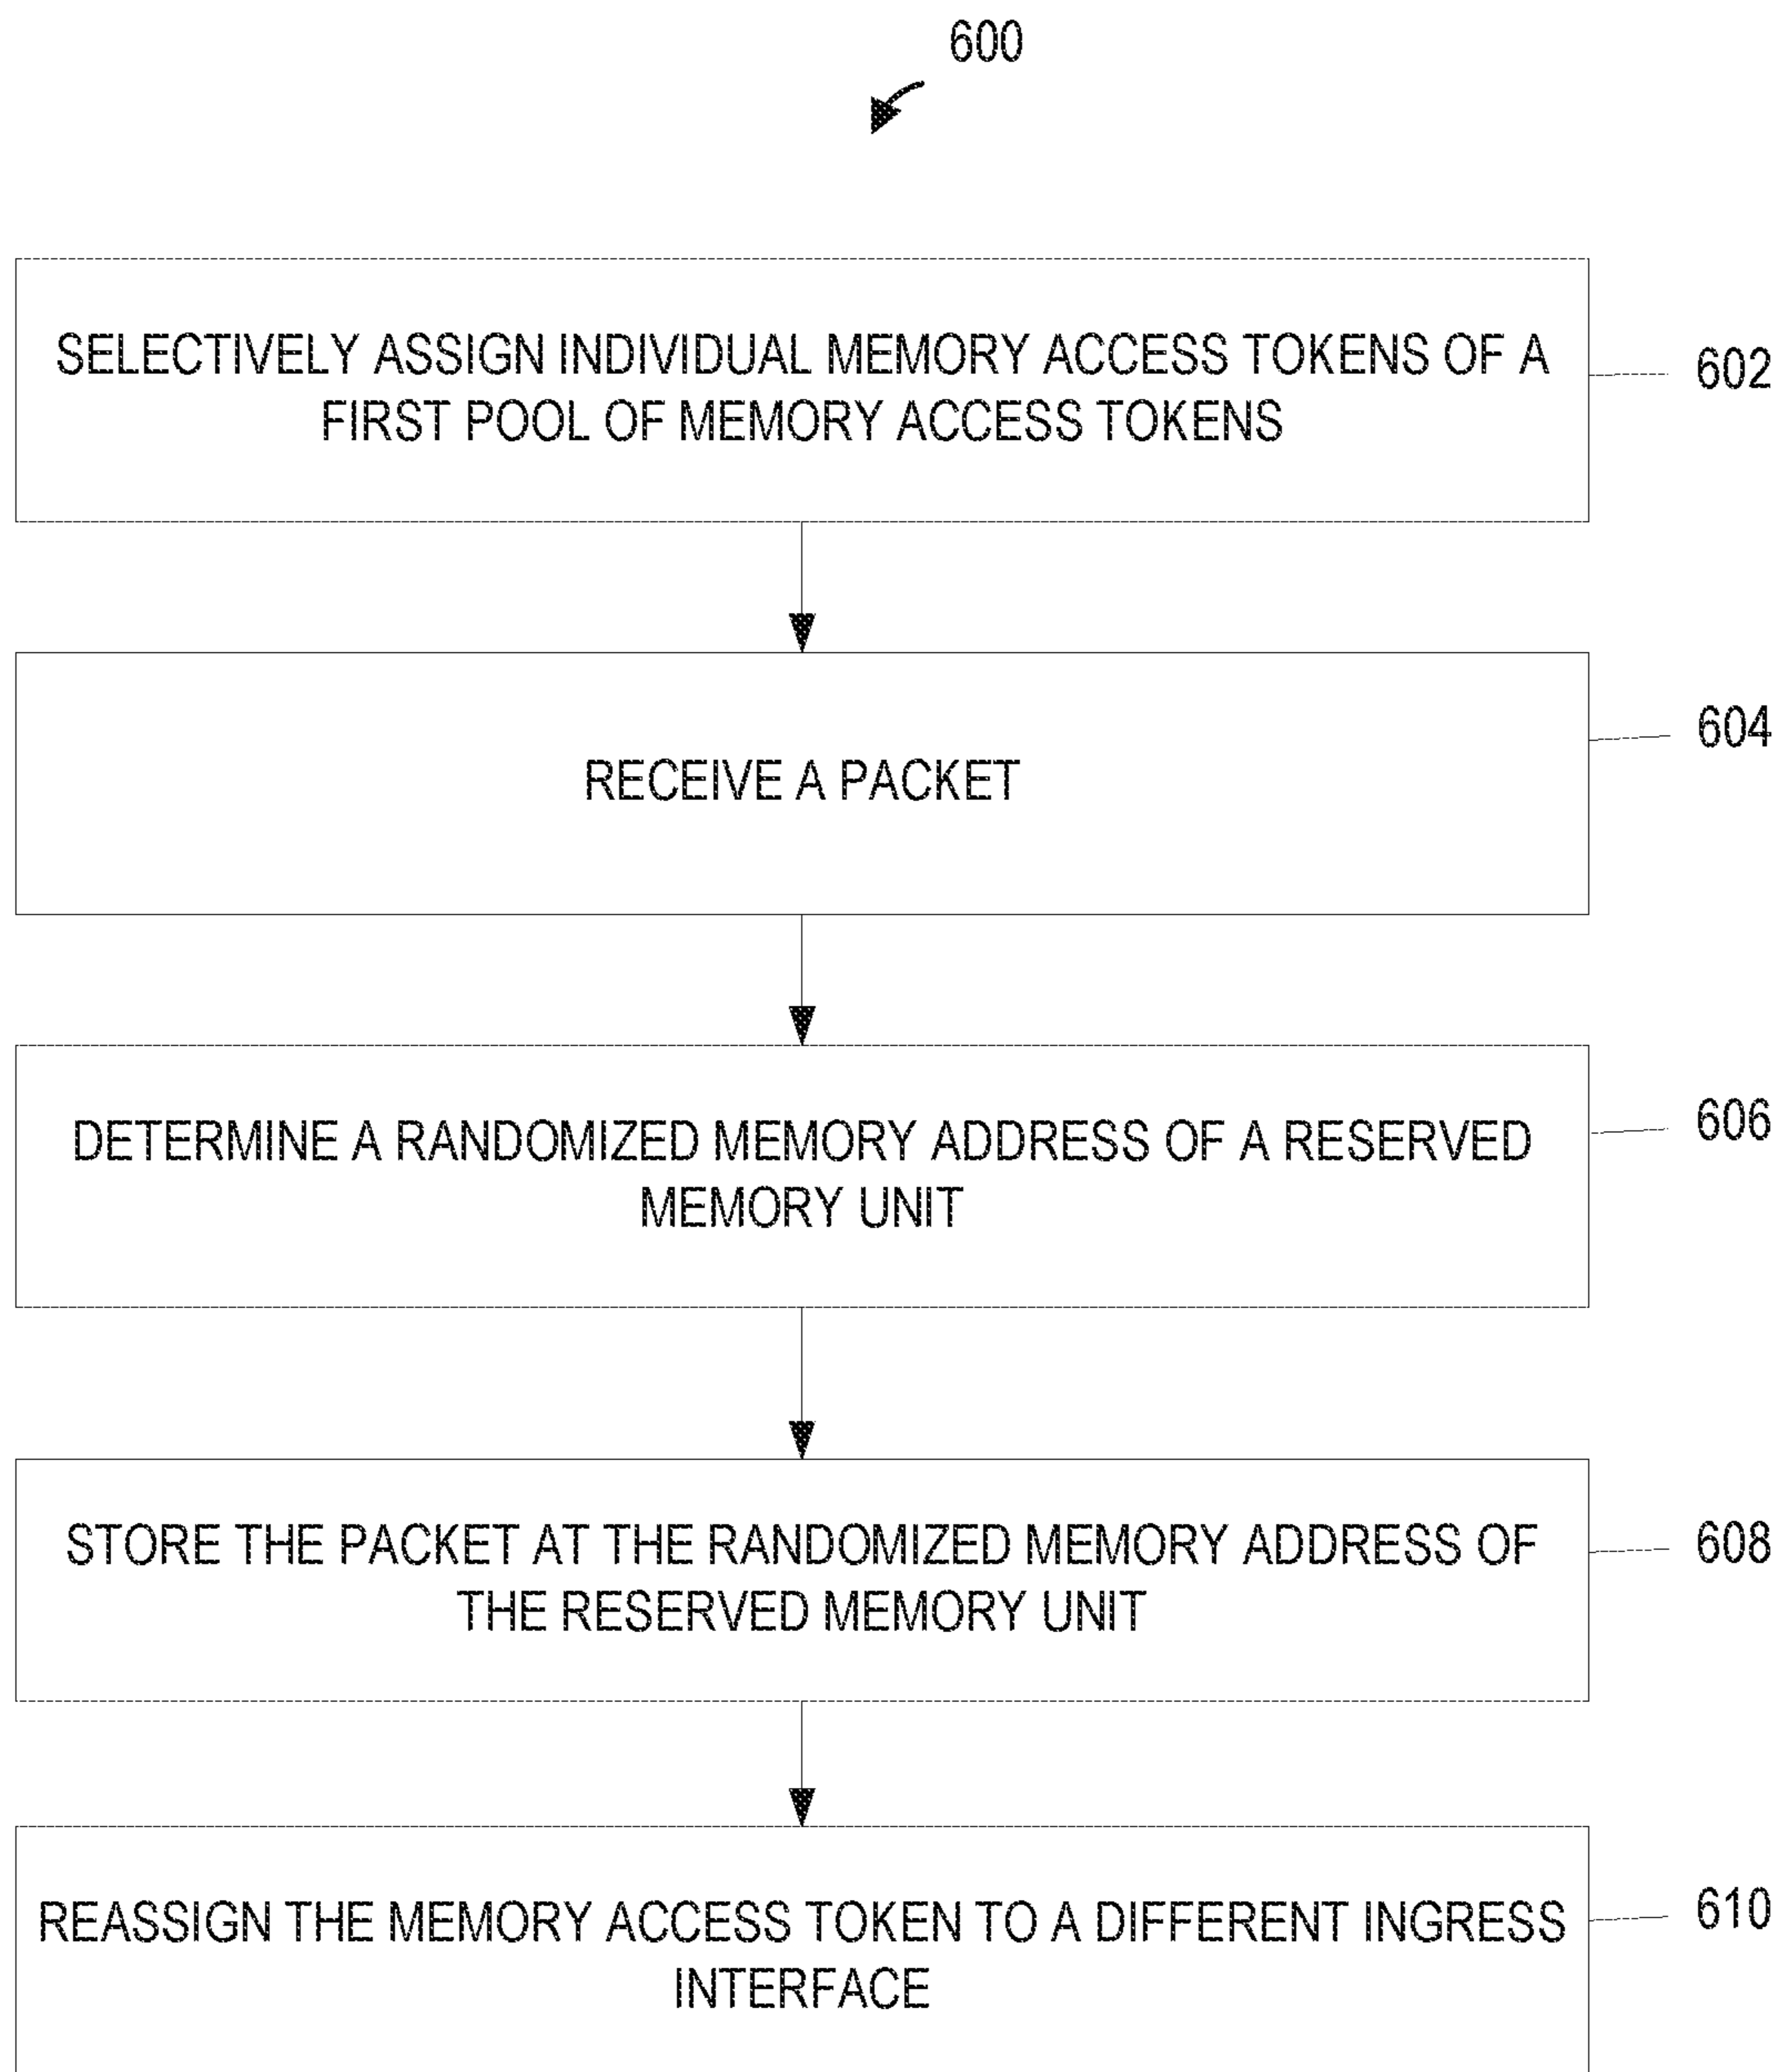 600
SELECTIVELY ASSIGN INDIVIDUAL MEMORY ACCESS TOKENS OF A
FIRST POOL OF MEMORY ACCESS TOKENS
602
RECEIVE A PACKET
604
DETERMINE A RANDOMIZED MEMORY ADDRESS OF A RESERVED
MEMORY UNIT
606
STORE THE PACKET AT THE RANDOMIZED MEMORY ADDRESS OF
THE RESERVED MEMORY UNIT
608
REASSIGN THE MEMORY ACCESS TOKEN TO A DIFFERENT INGRESS
INTERFACE
610